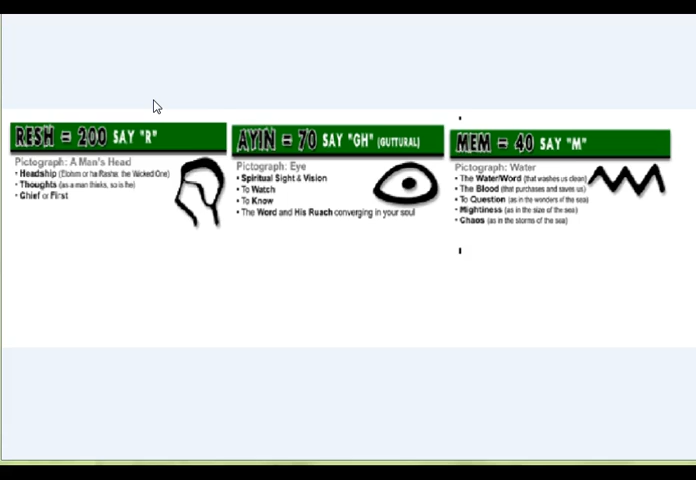 RESH = 200 SAY "R"
Pictograph: A Man's Head
• Headship (Elohim or ha Rasha: the Wicked One)
• Thoughts (as a man thinks, so is he)
• Chief or First
AYIN = 70 SAY "GH" (GUTTURAL)
Pictograph: Eye
• Spiritual Sight & Vision
• To Watch
• To Know
• The Word and His Ruach converging in your soul
MEM = 40 SAY "M"
Pictograph: Water
• The Water/Word (that washes us clean)
• The Blood (that purchases and saves us)
• To Question (as in the wonders of the sea)
• Mightiness (as in the size of the sea)
• Chaos (as in the storms of the sea)